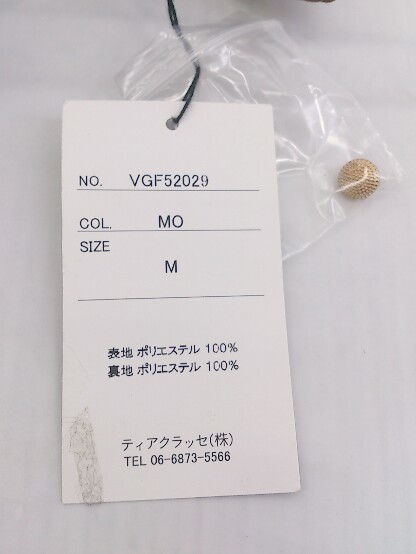 NO. VGF52029
COL. MO
SIZE
M
表地 ポリエステル 100%
裏地 ポリエステル 100%
ティアクラッセ(株)
TEL 06-6873-5566